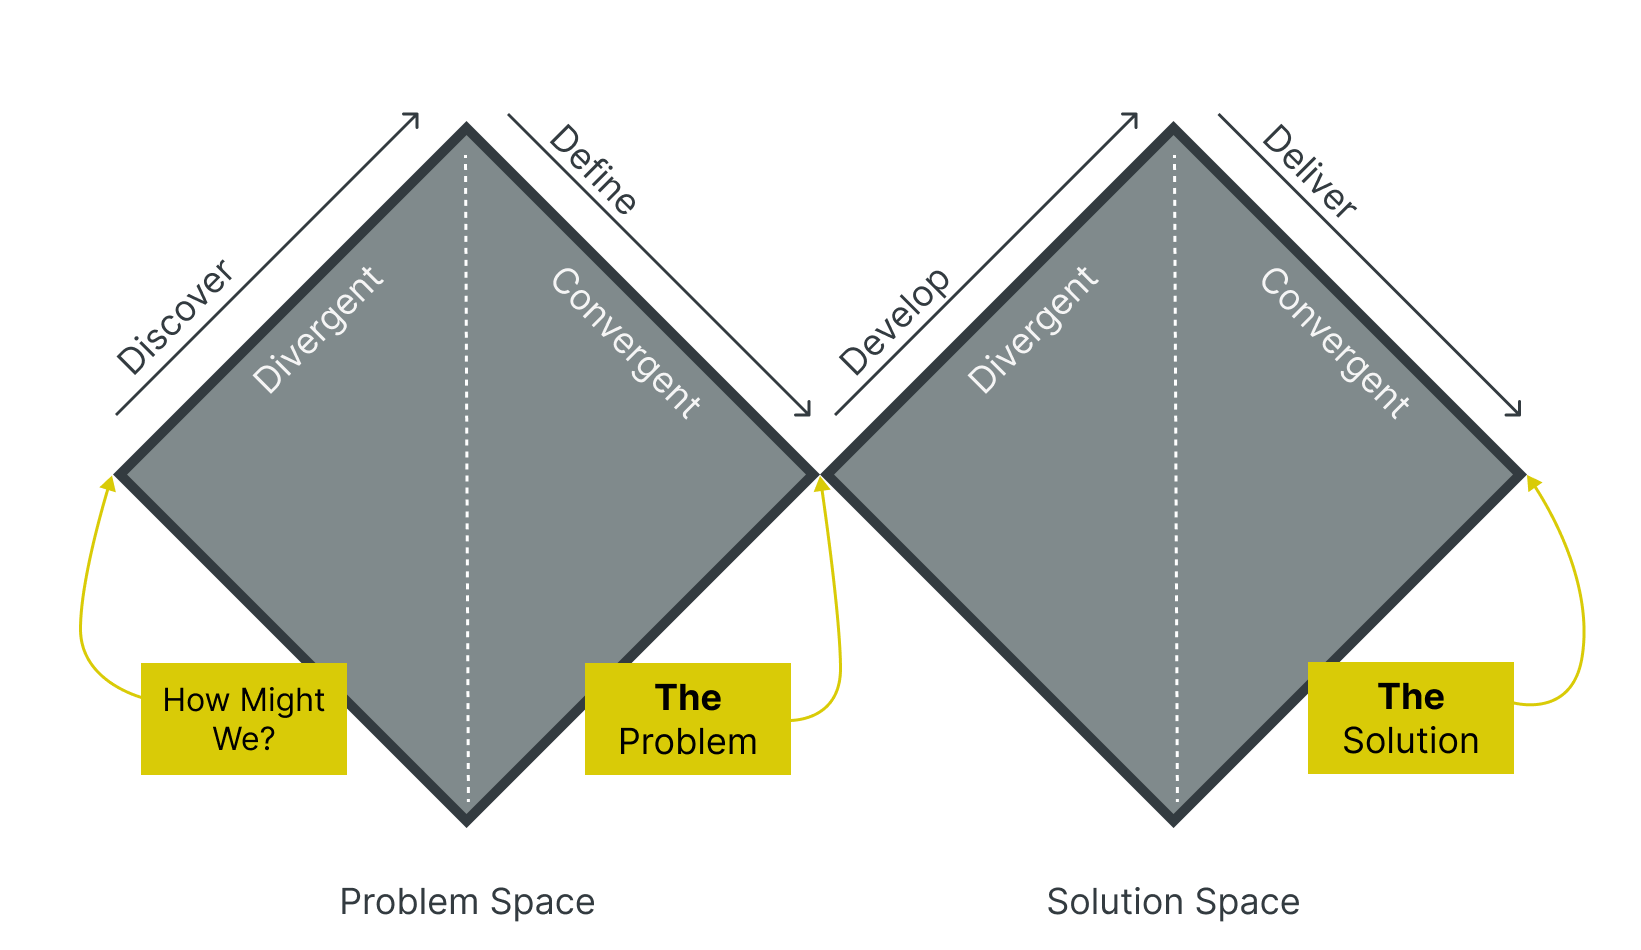 Discover
Define
Divergent
Convergent
Develop
Deliver
Divergent
Convergent
How Might
We?
The
Problem
The
Solution
Problem Space
Solution Space